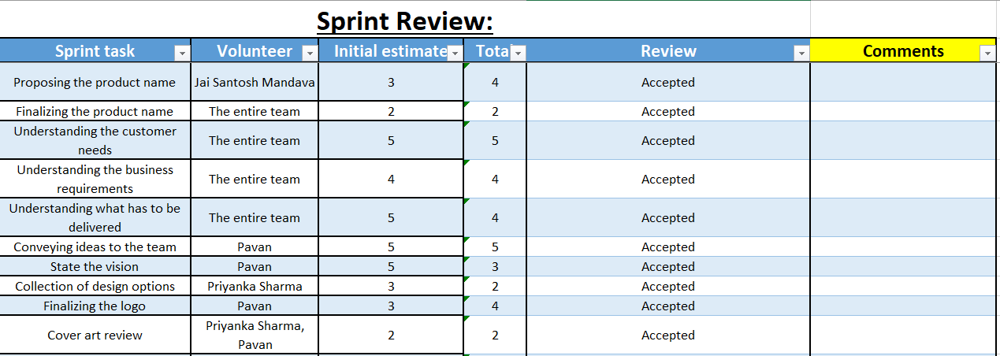 Sprint Review:
Sprint task Volunteer Initial estimate Total Review Comments
Proposing the product name Jai Santosh Mandava 3 4 Accepted
Finalizing the product name The entire team 2 2 Accepted
Understanding the customer
needs The entire team 5 5 Accepted
Understanding the business
requirements The entire team 4 4 Accepted
Understanding what has to be
delivered The entire team 5 4 Accepted
Conveying ideas to the team Pavan 5 5 Accepted
State the vision Pavan 5 3 Accepted
Collection of design options Priyanka Sharma 3 2 Accepted
Finalizing the logo Pavan 3 4 Accepted
Cover art review Priyanka Sharma,
Pavan 2 2 Accepted